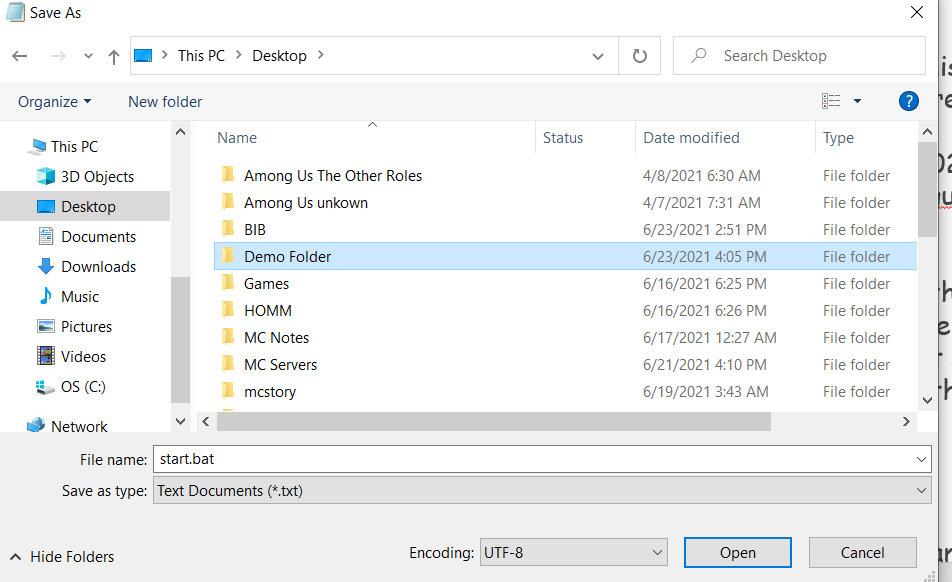 Save As
This PC Desktop
Search Desktop
Organize New folder
?
Name Status Date modified Type
This PC
3D Objects
Desktop
Documents
Downloads
Music
Pictures
Videos
OS (C:)
Network
Among Us The Other Roles 4/8/2021 6:30 AM File folder
Among Us unkown 4/7/2021 7:31 AM File folder
BIB 6/23/2021 2:51 PM File folder
Demo Folder 6/23/2021 4:05 PM File folder
Games 6/16/2021 6:25 PM File folder
HOMM 6/16/2021 6:26 PM File folder
MC Notes 6/17/2021 12:27 AM File folder
MC Servers 6/21/2021 4:10 PM File folder
mcstory 6/19/2021 3:43 AM File folder
File name: start.bat
Save as type: Text Documents (*.txt)
Hide Folders Encoding: UTF-8 Open Cancel